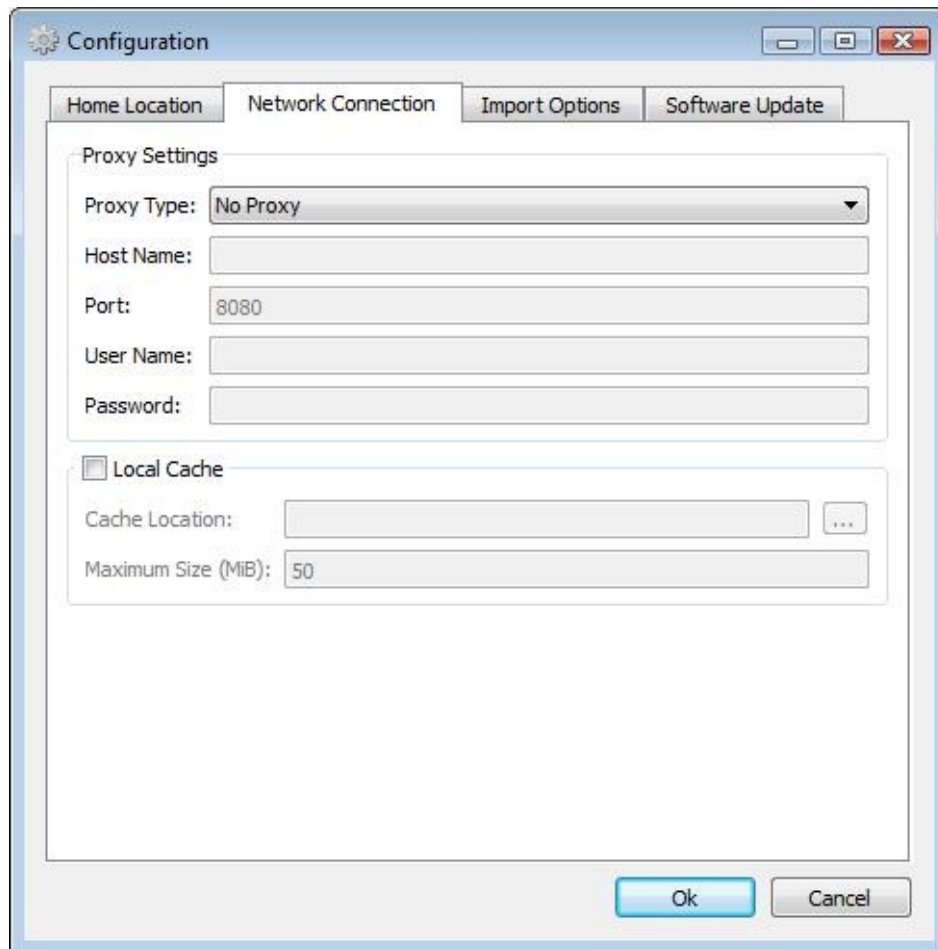 Configuration
Home Location Network Connection Import Options Software Update
Proxy Settings
Proxy Type: No Proxy
Host Name:
Port: 8080
User Name:
Password:
Local Cache
Cache Location: ...
Maximum Size (MiB): 50
Ok Cancel